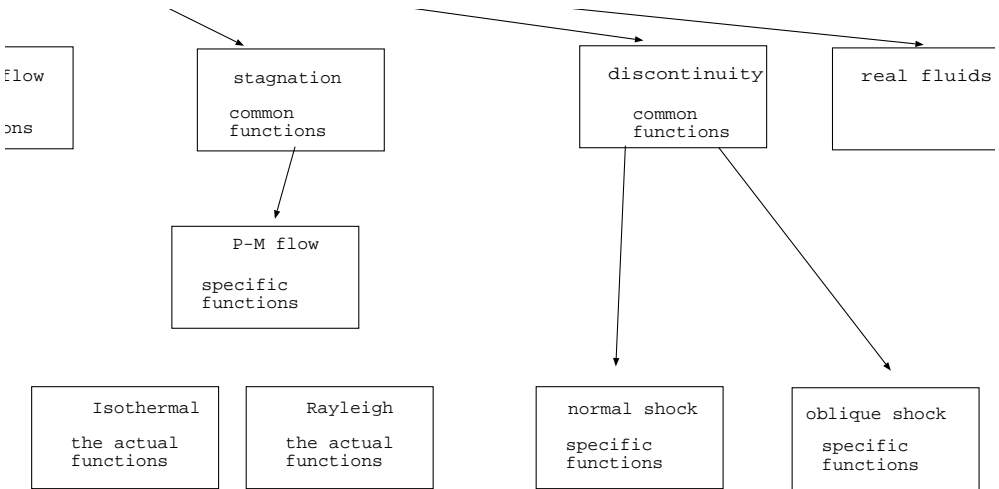 flow
ons
stagnation
common
functions
discontinuity
common
functions
real fluids
P-M flow
specific
functions
Isothermal
the actual
functions
Rayleigh
the actual
functions
normal shock
specific
functions
oblique shock
specific
functions